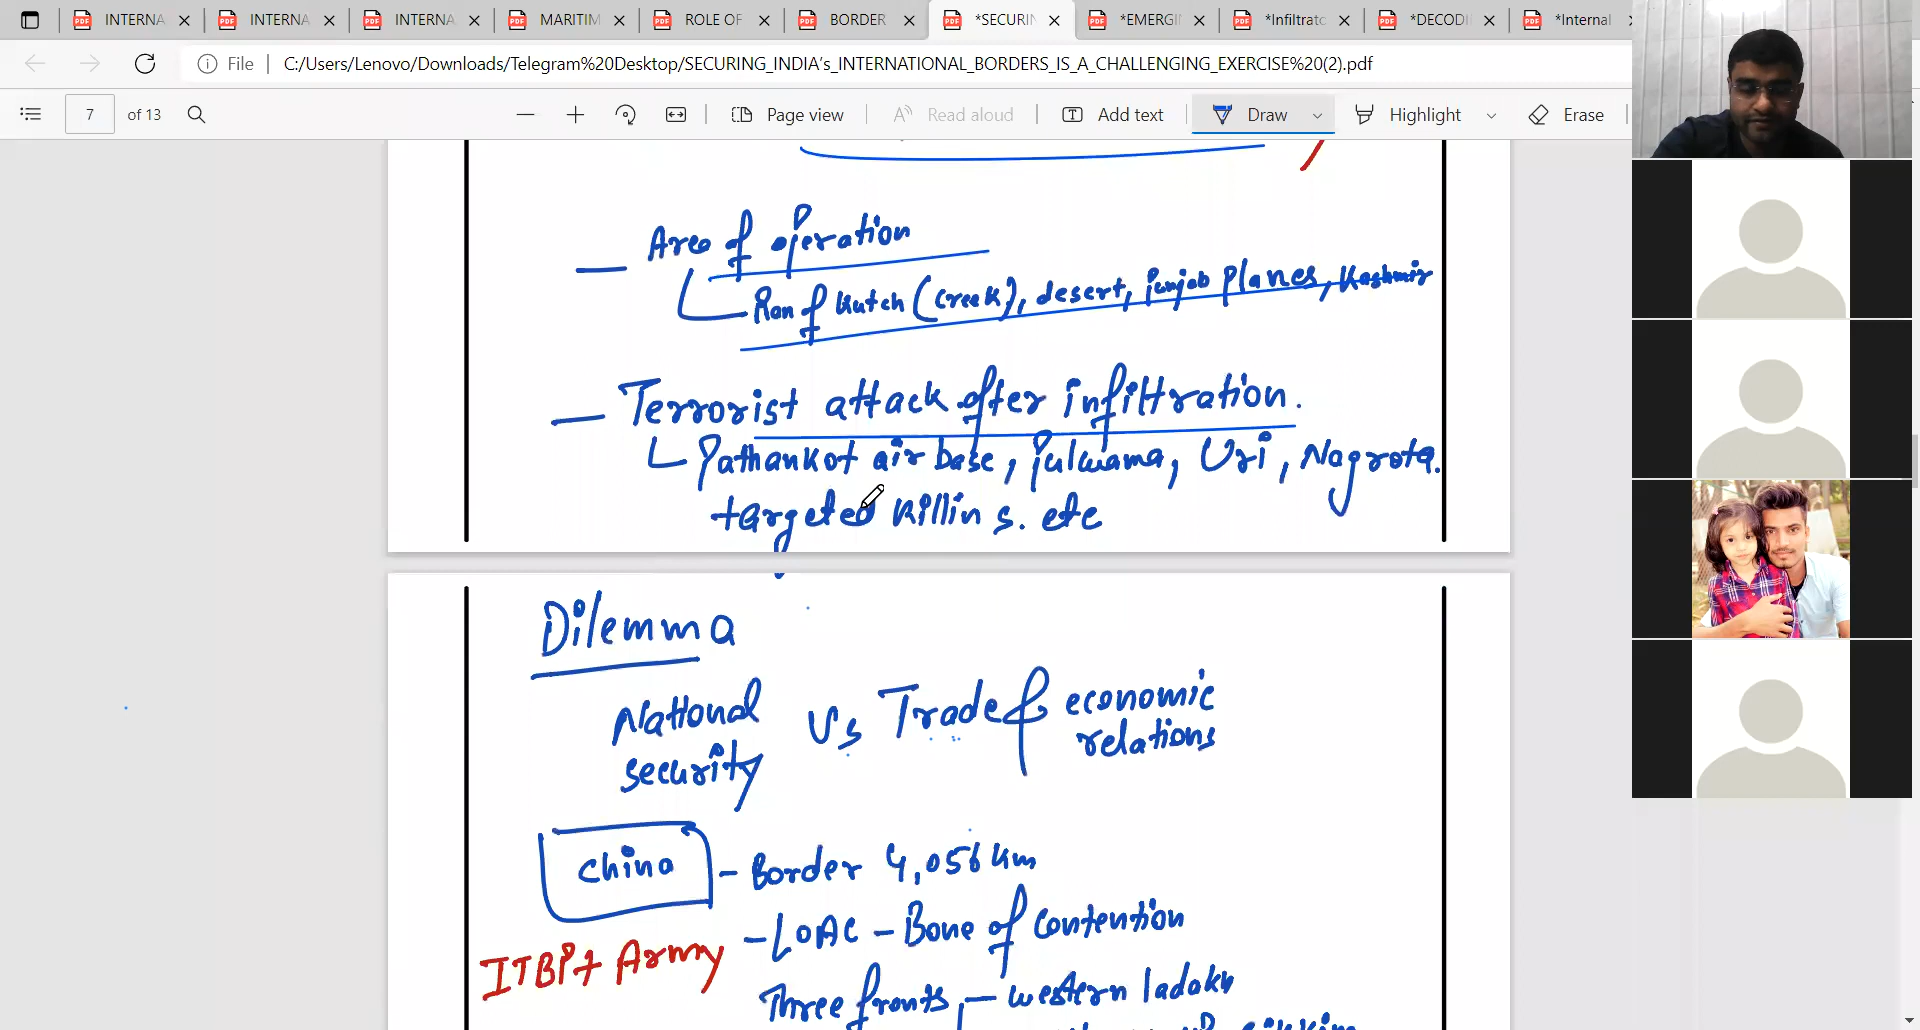 INTERNA
INTERNA
INTERNA
MARITIM
ROLE OF
BORDER
*SECURIN
*EMERGI
*Infiltrato
*DECODI
*Internal
File
C:/Users/Lenovo/Downloads/Telegram%20Desktop/SECURING_INDIA's_INTERNATIONAL_BORDERS_IS_A_CHALLENGING_EXERCISE%20(2).pdf
7 of 13
Page view
Read aloud
Add text
Draw
Highlight
Erase
Area of operation
Ran of kutch (creek), desert, punjab planes, kashmir
Terrorist attack after infiltration.
Pathankot air base, pulwama, Uri, Nagrota.
targeted killin s. etc
Dilemma
National security Vs Trade & economic relations
China - Border 4,056 km
- LOAC - Bone of contention
ITBP + Army
Three fronts - western ladakh